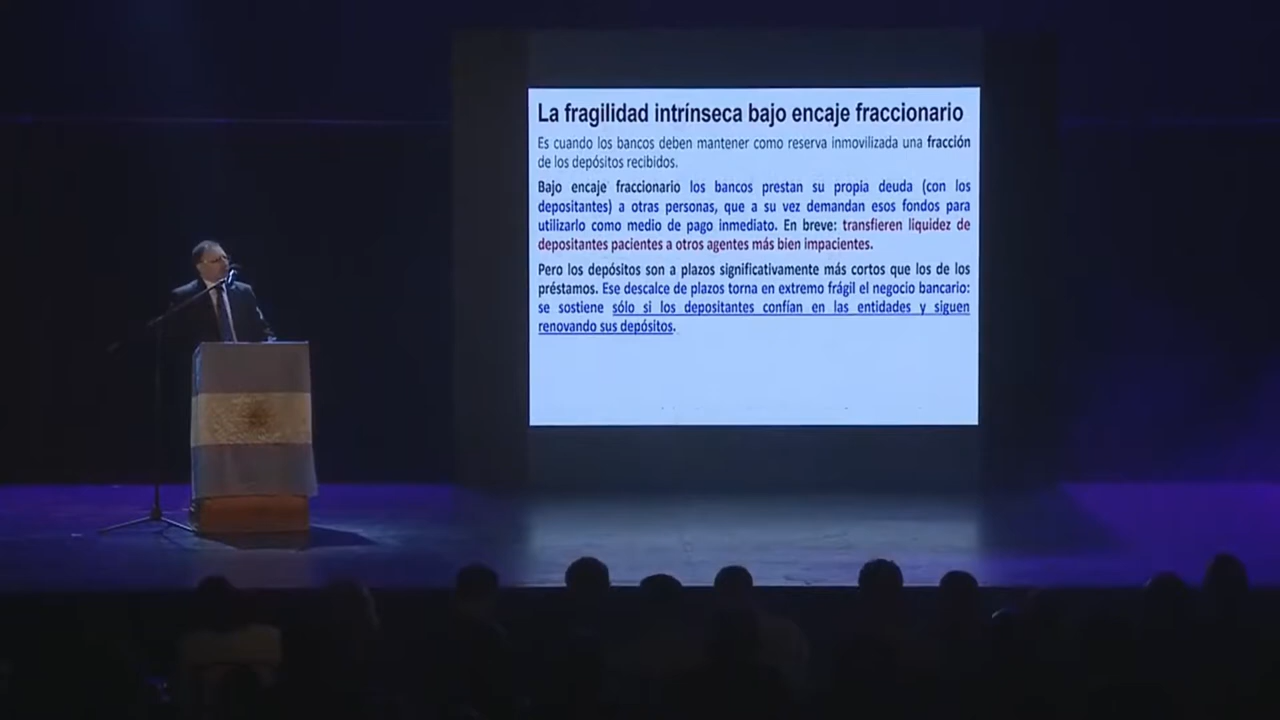 La fragilidad intrínseca bajo encaje fraccionario
Es cuando los bancos deben mantener como reserva inmovilizada una fracción
de los depósitos recibidos.
Bajo encaje fraccionario los bancos prestan su propia deuda (con los
depositantes) a otras personas, que a su vez demandan esos fondos para
utilizarlo como medio de pago inmediato. En breve: transfieren liquidez de
depositantes pacientes a otros agentes más bien impacientes.
Pero los depósitos son a plazos significativamente más cortos que los de los
préstamos. Ese descalce de plazos torna en extremo frágil el negocio bancario:
se sostiene sólo si los depositantes confían en las entidades y siguen
renovando sus depósitos.